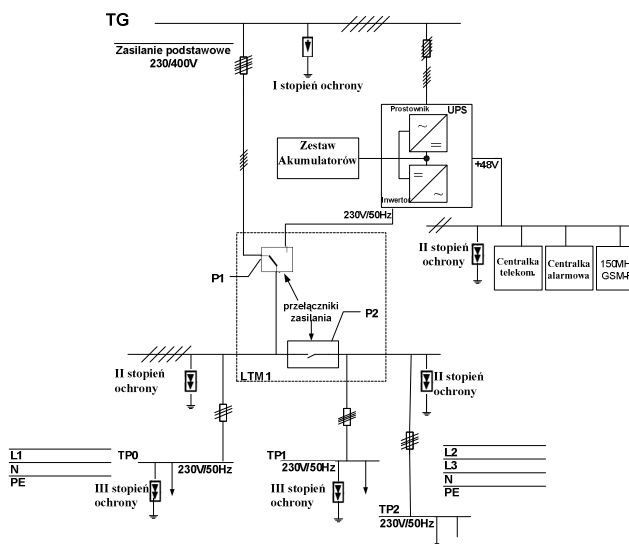 TG
Zasilanie podstawowe
230/400V
I stopień ochrony
Prostownik
UPS
Zestaw
Akumulatorów
~
=
=
~
Inwertor
+48V
230V/50Hz
II stopień
ochrony
Centralka
telekom.
Centralka
alarmowa
P1
przełączniki
zasilania
P2
LTM1
II stopień
ochrony
II stopień
ochrony
L1
N
PE
TP0
230V/50Hz
III stopień
ochrony
TP1
230V/50Hz
III stopień
ochrony
L2
L3
N
PE
TP2
230V/50Hz